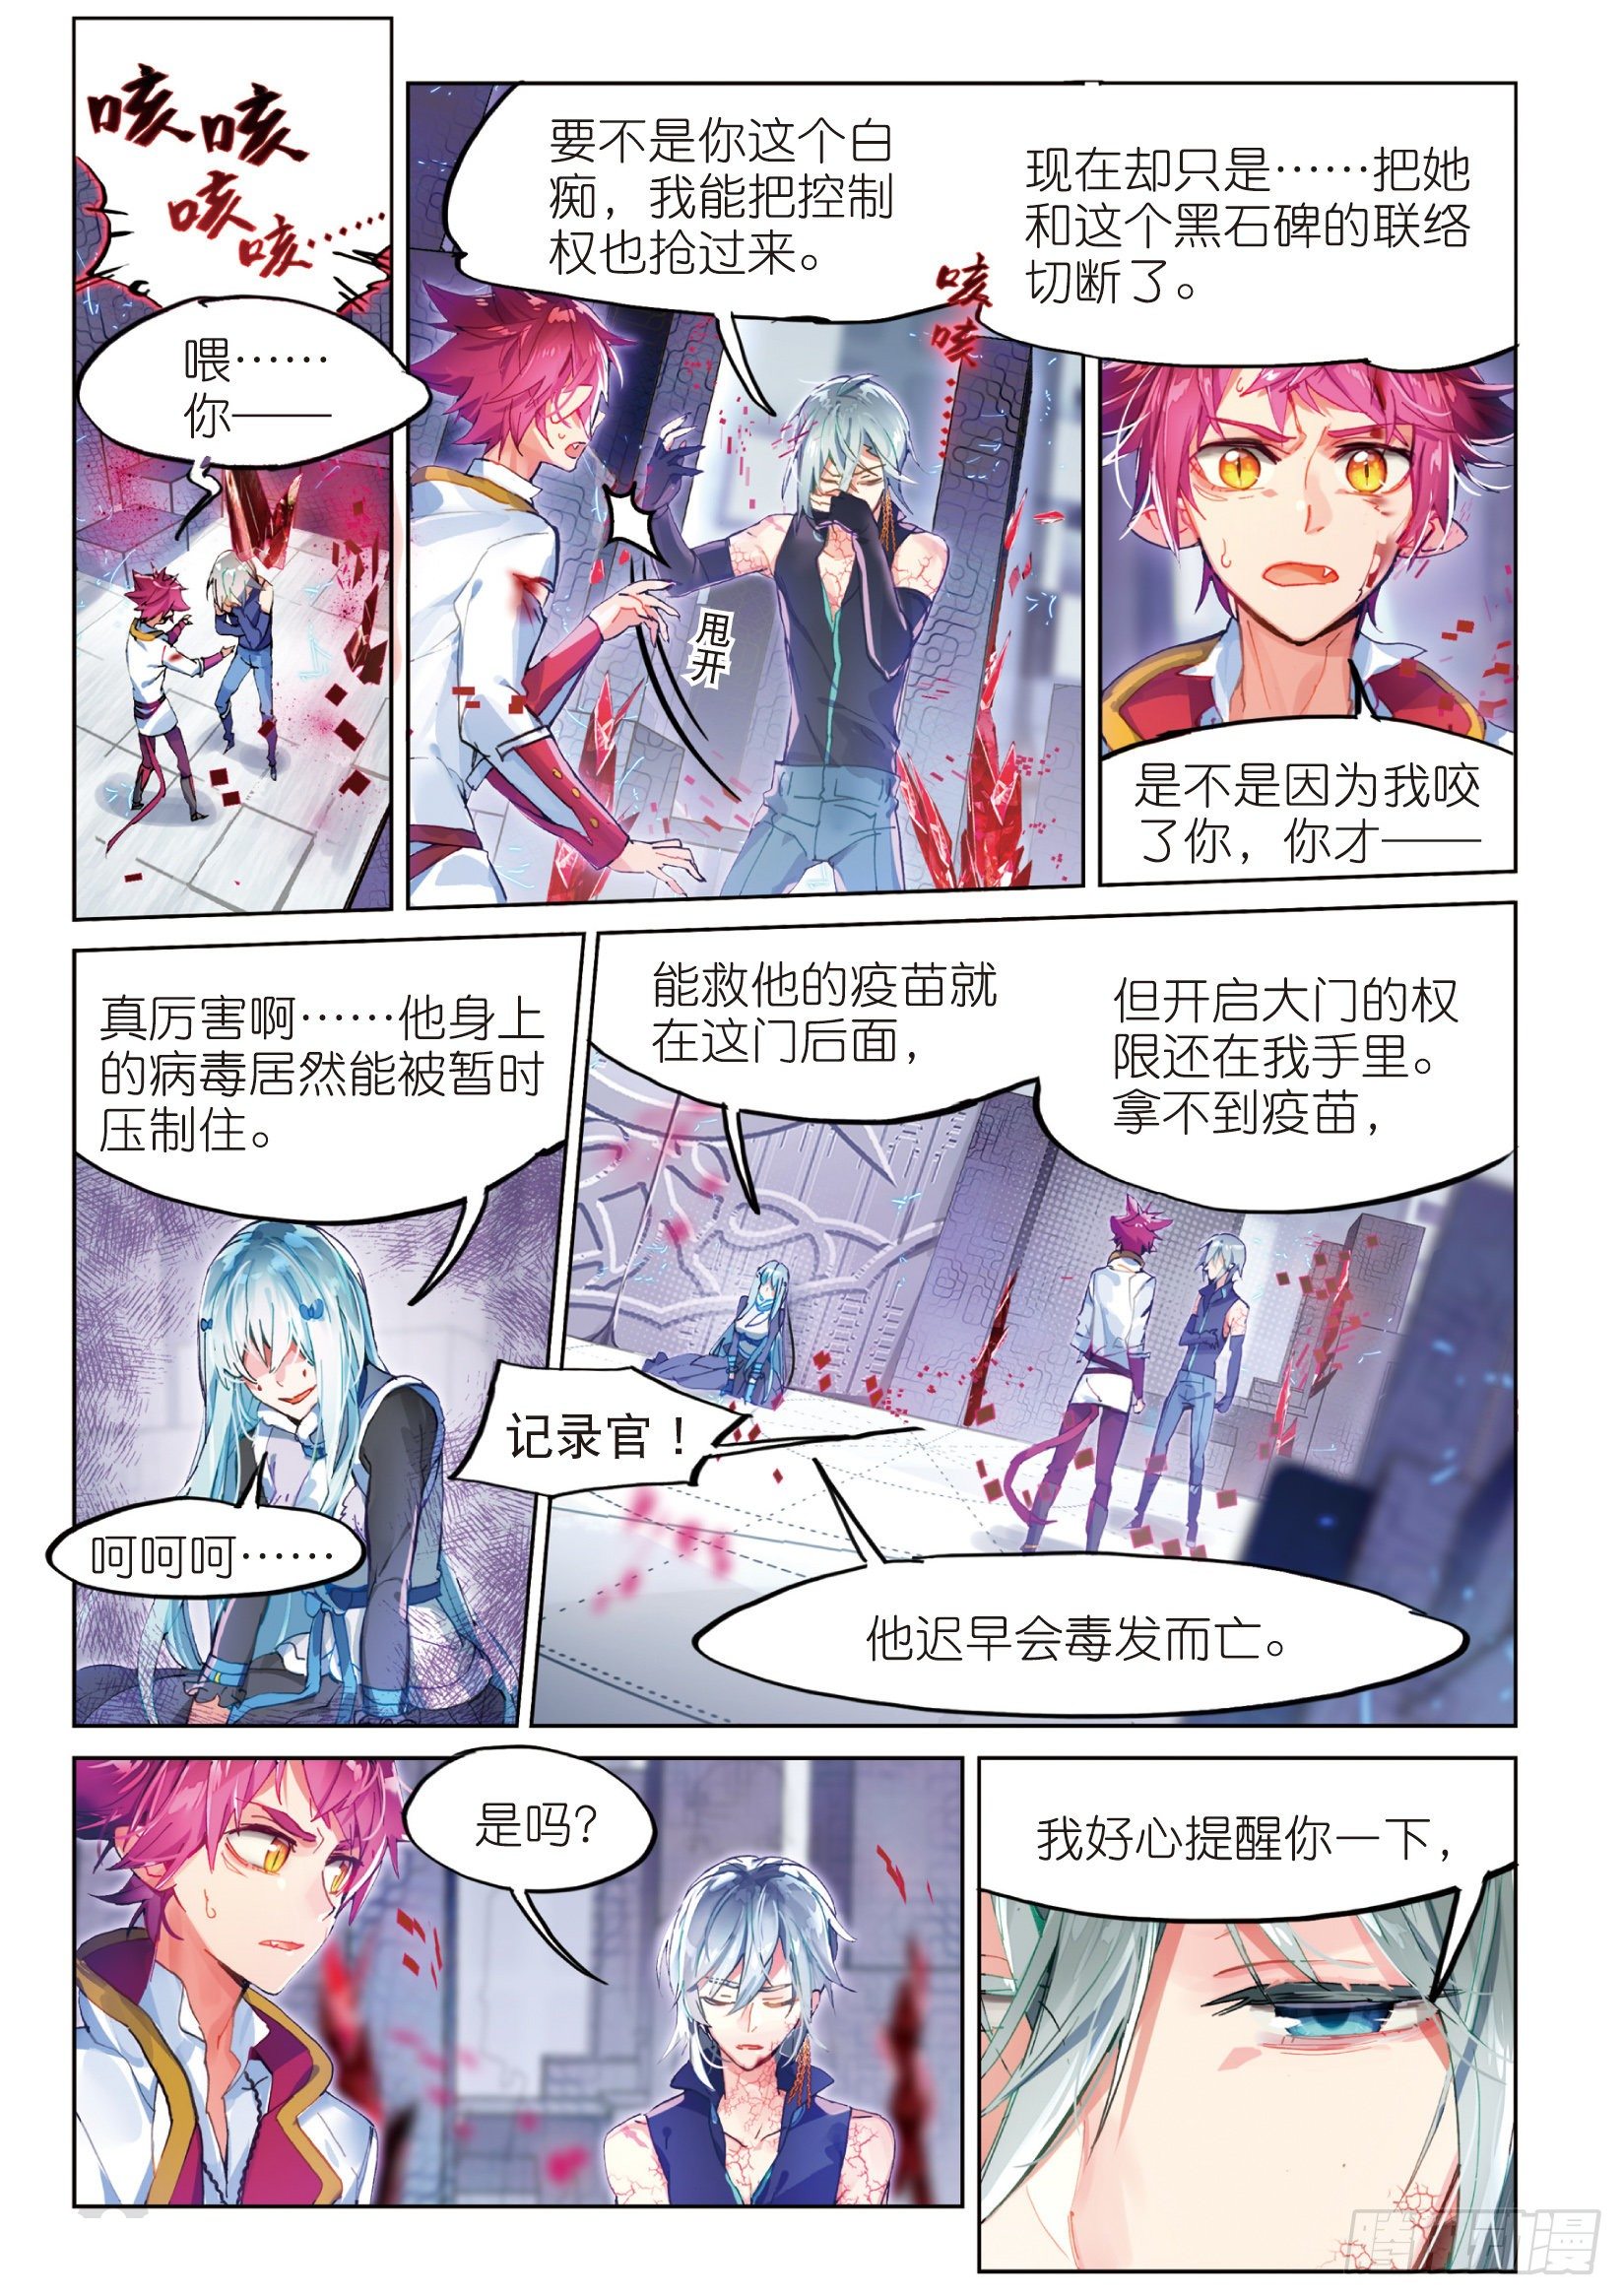 咳咳
咳咳……
喂……
你——
要不是你这个白
痴，我能把控制
权也抢过来。
咳
咳
甩开
现在却只是……把她
和这个黑石碑的联络
切断了。
是不是因为我咬
了你，你才——
真厉害啊……他身上
的病毒居然能被暂时
压制住。
呵呵呵……
能救他的疫苗就
在这门后面，
但开启大门的权
限还在我手里。
拿不到疫苗，
记录官！
他迟早会毒发而亡。
是吗？
我好心提醒你一下，
腾讯动漫